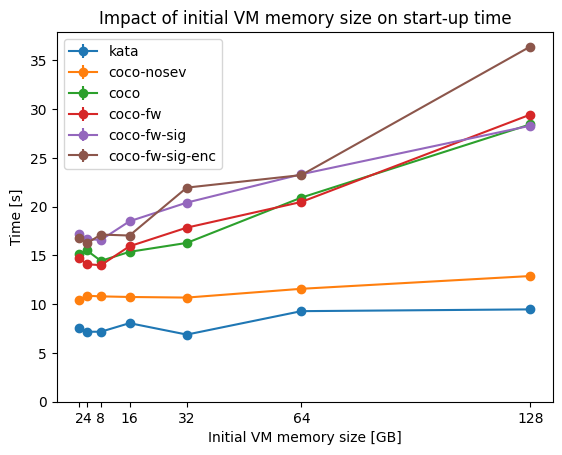 Impact of initial VM memory size on start-up time
kata
coco-nosev
coco
coco-fw
coco-fw-sig
coco-fw-sig-enc
35
30
25
20
15
10
5
0
Time [s]
2 4 8 16 32 64 128
Initial VM memory size [GB]